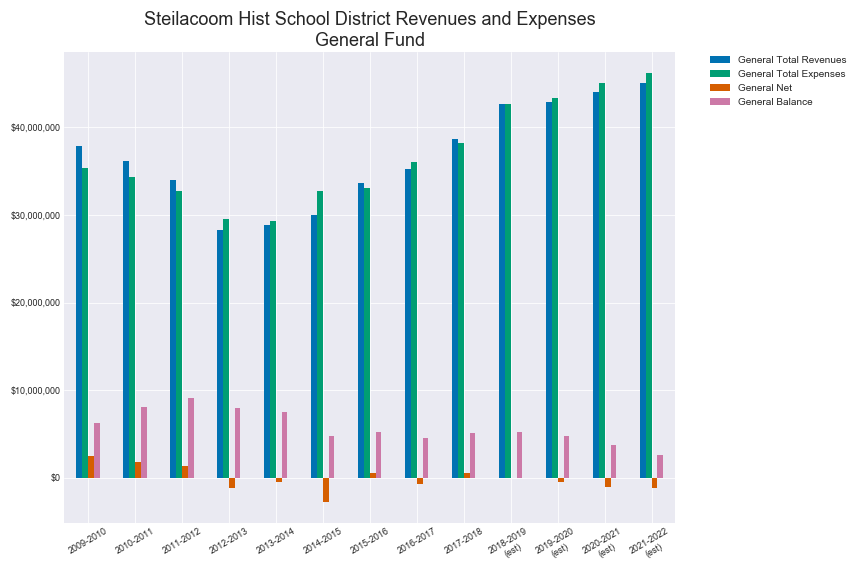 Steilacoom Hist School District Revenues and Expenses
General Fund
General Total Revenues
General Total Expenses
General Net
General Balance
$40,000,000
$30,000,000
$20,000,000
$10,000,000
$0
2009-2010
2010-2011
2011-2012
2012-2013
2013-2014
2014-2015
2015-2016
2016-2017
2017-2018
2018-2019
(est)
2019-2020
(est)
2020-2021
(est)
2021-2022
(est)